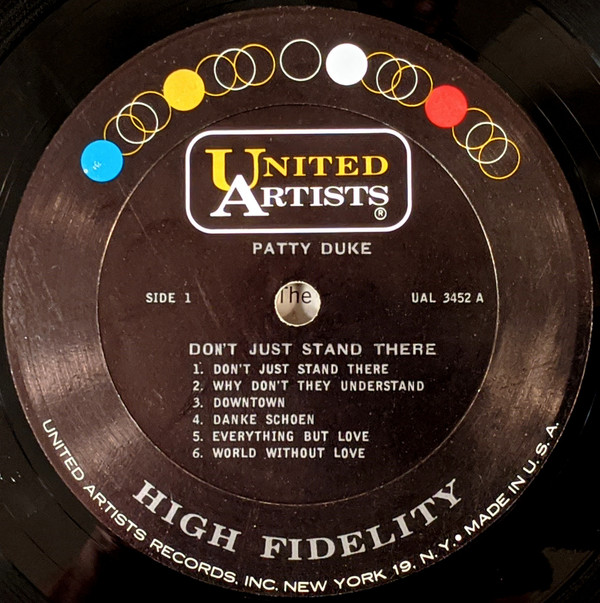 UNITED
ARTISTS®
PATTY DUKE
SIDE 1
The
UAL 3452 A
DON'T JUST STAND THERE
1. DON'T JUST STAND THERE
2. WHY DON'T THEY UNDERSTAND
3. DOWNTOWN
4. DANKE SCHOEN
5. EVERYTHING BUT LOVE
6. WORLD WITHOUT LOVE
HIGH FIDELITY
UNITED ARTISTS RECORDS, INC. NEW YORK 19, N. Y. • MADE IN U. S. A.